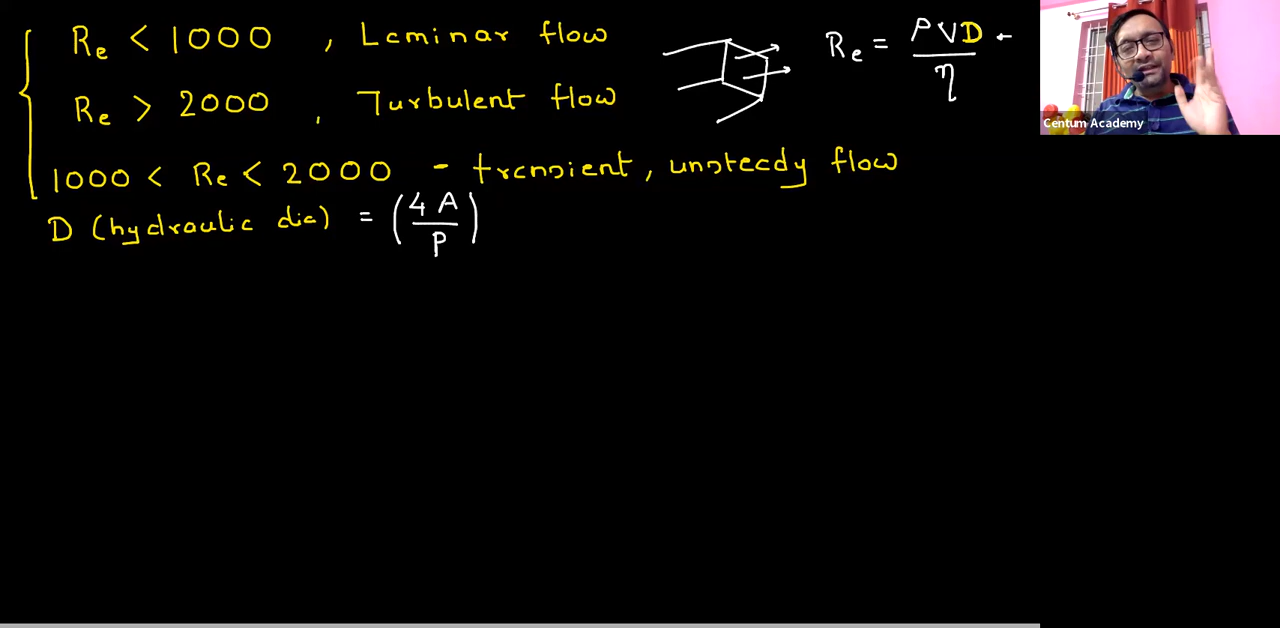 Re < 1000 , Laminar flow
Re > 2000 , Turbulent flow
1000 < Re < 2000 - transient, unsteady flow
D (hydraulic dia) = (4A/P)
Re = ρVD/η
Centum Academy